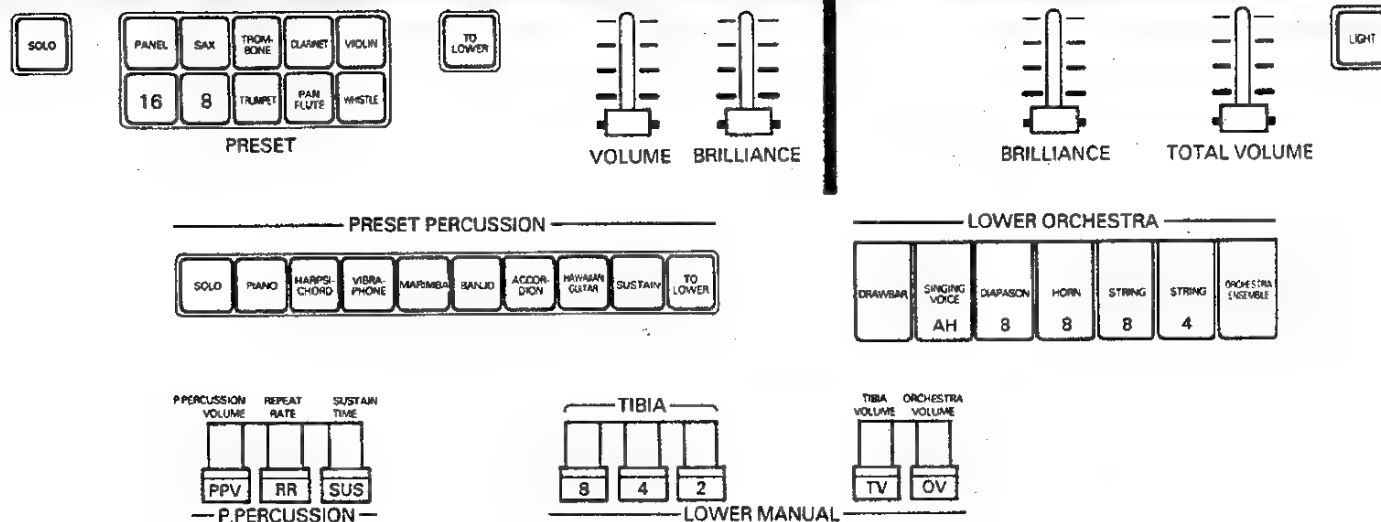 SOLO
PANEL SAX TROM-BONE CLARINET VIOLIN
16 8 TRUMPET PAN FLUTE WHISTLE
PRESET
TO LOWER
VOLUME BRILLIANCE
BRILLIANCE TOTAL VOLUME
LIGHT
PRESET PERCUSSION
SOLO PIANO HARPSI-CHORD VIBRA-PHONE MARIMBA BANJO ACCOR-DION HAWAIIAN GUITAR SUSTAIN TO LOWER
LOWER ORCHESTRA
DRAWBAR SINGING VOICE DIAPASON HORN STRING STRING ORCHESTRA ENSEMBLE
AH 8 8 8 4
P.PERCUSSION VOLUME REPEAT RATE SUSTAIN TIME
PPV RR SUS
P.PERCUSSION
TIBIA
8 4 2
TIBIA VOLUME ORCHESTRA VOLUME
TV OV
LOWER MANUAL